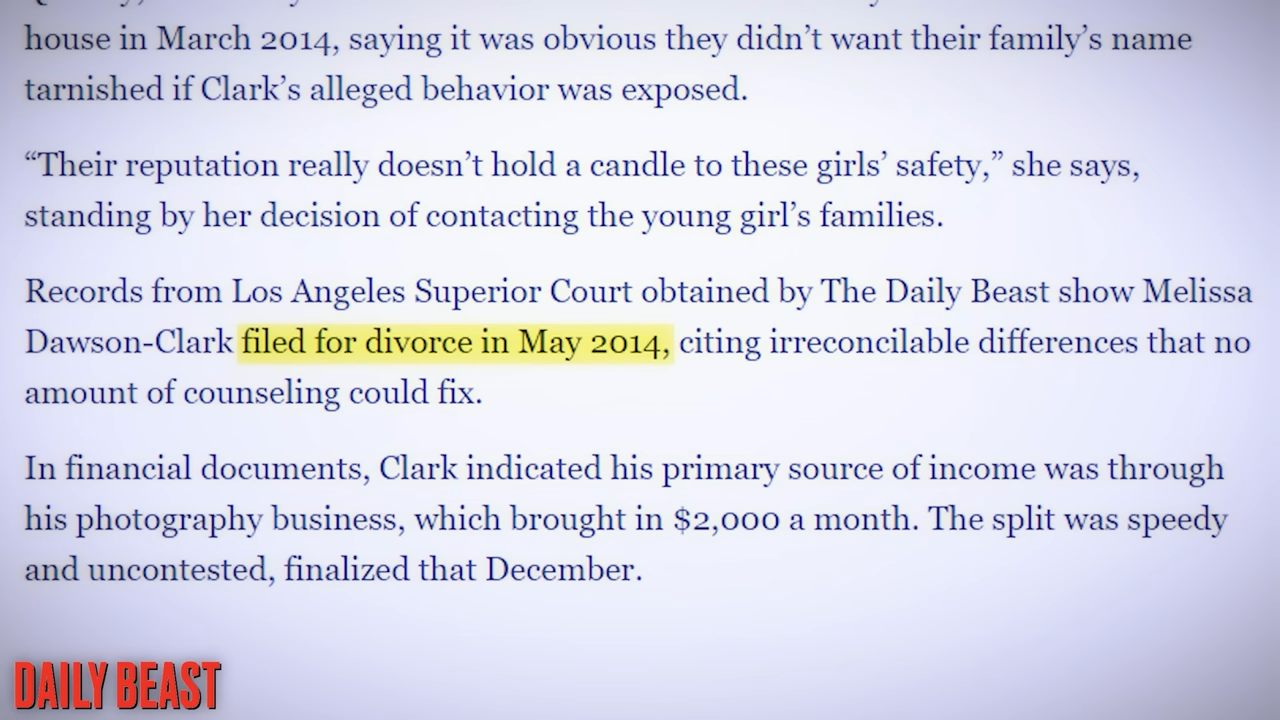 house in March 2014, saying it was obvious they didn’t want their family’s name
tarnished if Clark’s alleged behavior was exposed.
“Their reputation really doesn’t hold a candle to these girls’ safety,” she says,
standing by her decision of contacting the young girl’s families.
Records from Los Angeles Superior Court obtained by The Daily Beast show Melissa
Dawson-Clark filed for divorce in May 2014, citing irreconcilable differences that no
amount of counseling could fix.
In financial documents, Clark indicated his primary source of income was through
his photography business, which brought in $2,000 a month. The split was speedy
and uncontested, finalized that December.
DAILY BEAST